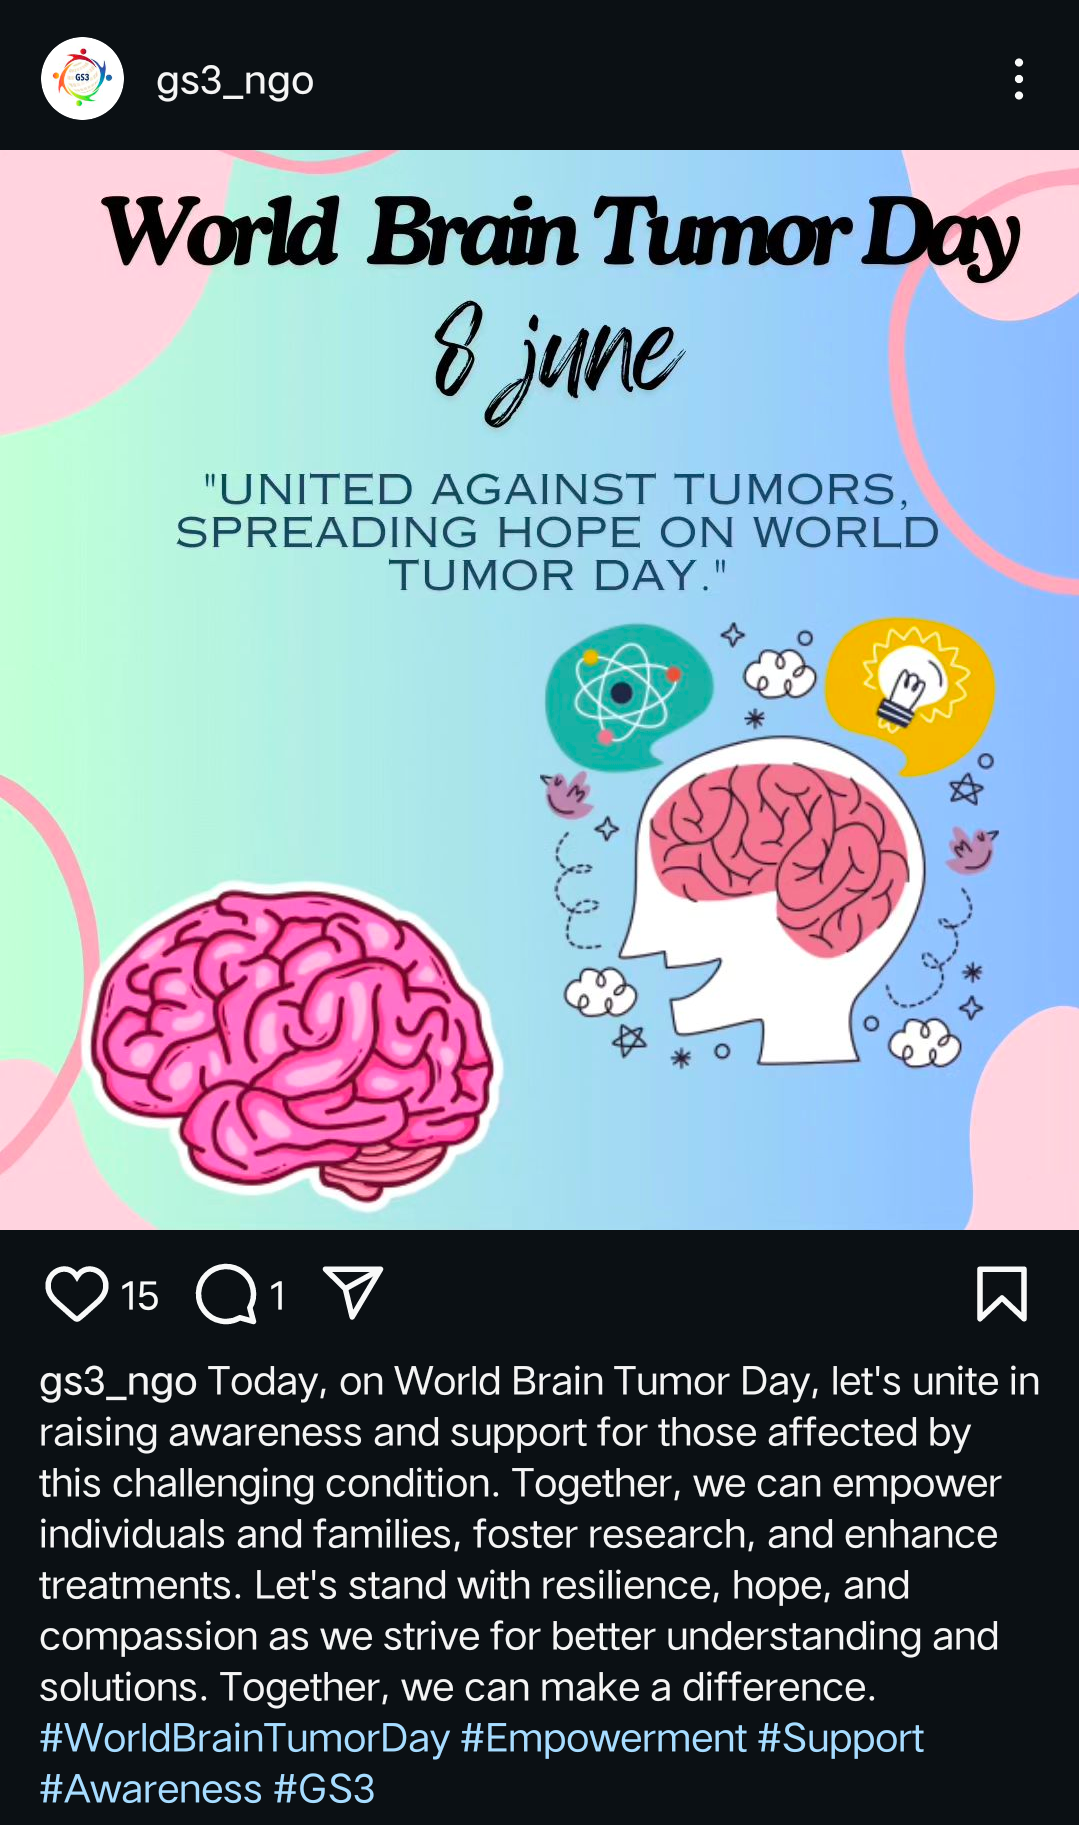 GS3
gs3_ngo
World Brain Tumor Day
8 june
"UNITED AGAINST TUMORS,
SPREADING HOPE ON WORLD
TUMOR DAY."
15 1
gs3_ngo Today, on World Brain Tumor Day, let's unite in
raising awareness and support for those affected by
this challenging condition. Together, we can empower
individuals and families, foster research, and enhance
treatments. Let's stand with resilience, hope, and
compassion as we strive for better understanding and
solutions. Together, we can make a difference.
#WorldBrainTumorDay #Empowerment #Support
#Awareness #GS3